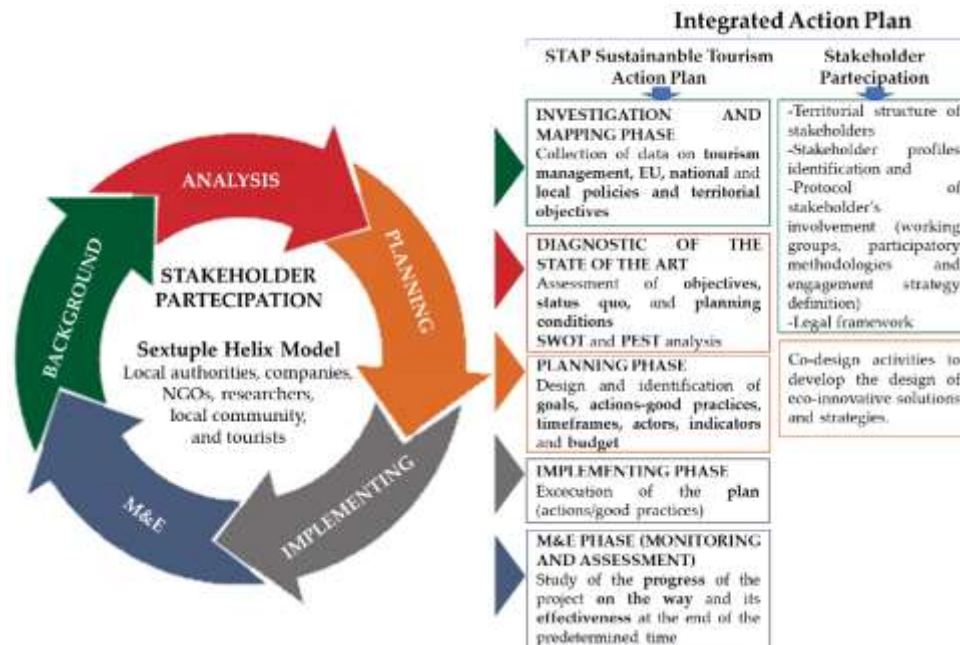 Integrated Action Plan
STAP Sustainanble Tourism
Action Plan
Stakeholder
Partecipation
ANALYSIS
PLANNING
IMPLEMENTING
M&E
BACKGROUND
STAKEHOLDER
PARTECIPATION
Sextuple Helix Model
Local authorities, companies,
NGOs, researchers,
local community,
and tourists
INVESTIGATION AND
MAPPING PHASE
Collection of data on tourism
management, EU, national and
local policies and territorial
objectives
DIAGNOSTIC OF THE
STATE OF THE ART
Assessment of objectives,
status quo, and planning
conditions
SWOT and PEST analysis
PLANNING PHASE
Design and identification of
goals, actions-good practices,
timeframes, actors, indicators
and budget
IMPLEMENTING PHASE
Excecution of the plan
(actions/good practices)
M&E PHASE (MONITORING
AND ASSESSMENT)
Study of the progress of the
project on the way and its
effectiveness at the end of the
predetermined time
-Territorial structure of
stakeholders
-Stakeholder profiles
identification and
-Protocol of
stakeholder's
involvement (working
groups, participatory
methodologies and
engagement strategy
definition)
-Legal framework
Co-design activities to
develop the design of
eco-innovative solutions
and strategies.